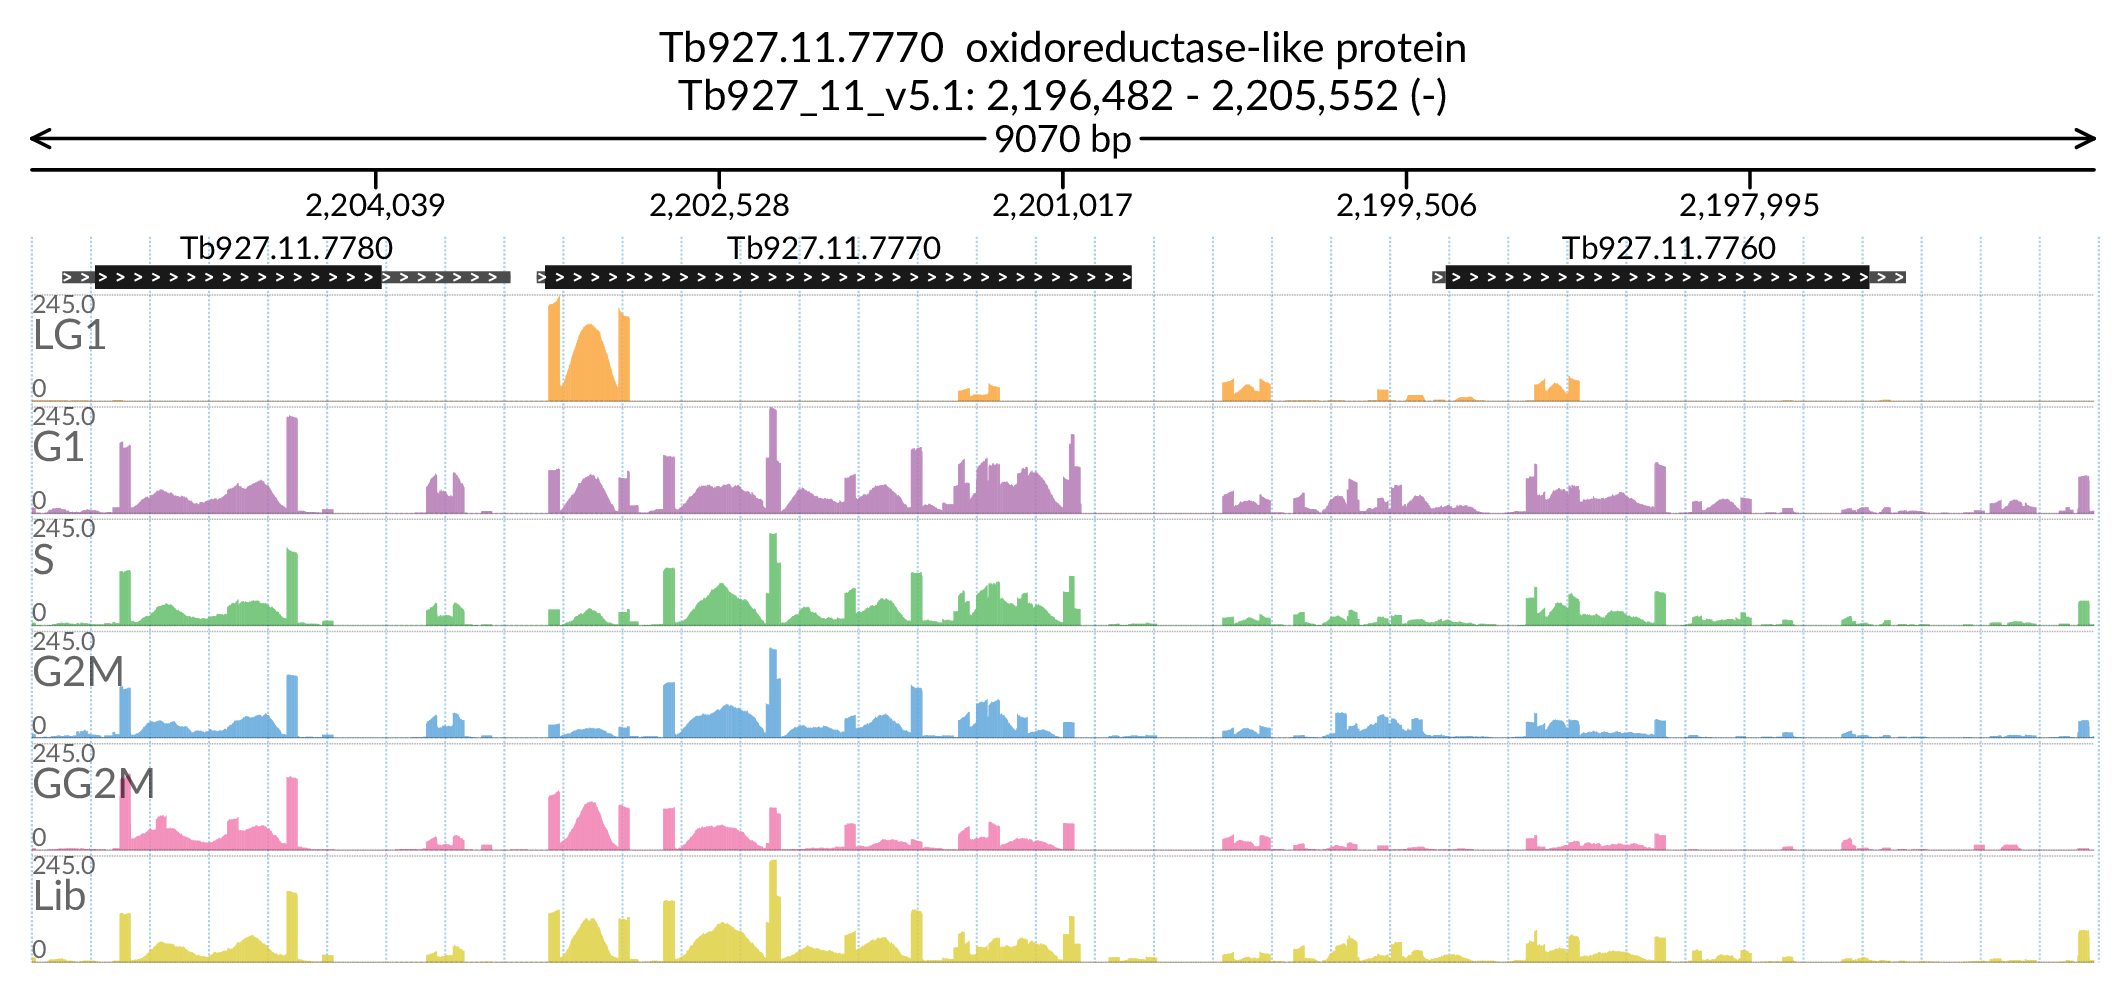 Tb927.11.7770  oxidoreductase-like protein
Tb927_11_v5.1: 2,196,482 - 2,205,552 (-)
9070 bp
2,204,039 2,202,528 2,201,017 2,199,506 2,197,995
Tb927.11.7780 Tb927.11.7770 Tb927.11.7760
245.0
LG1
0
245.0
G1
0
245.0
S
0
245.0
G2M
0
245.0
GG2M
0
245.0
Lib
0